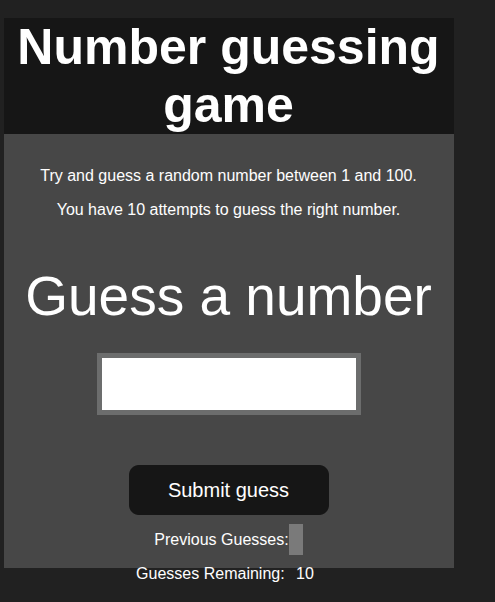 Number guessing
game
Try and guess a random number between 1 and 100.
You have 10 attempts to guess the right number.
Guess a number
Submit guess
Previous Guesses:
Guesses Remaining: 10